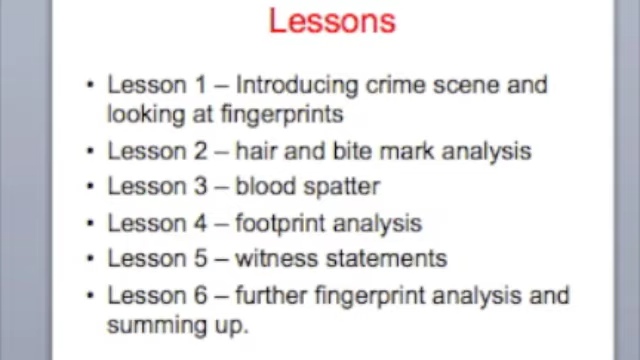 Lessons
• Lesson 1 – Introducing crime scene and
looking at fingerprints
• Lesson 2 – hair and bite mark analysis
• Lesson 3 – blood spatter
• Lesson 4 – footprint analysis
• Lesson 5 – witness statements
• Lesson 6 – further fingerprint analysis and
summing up.